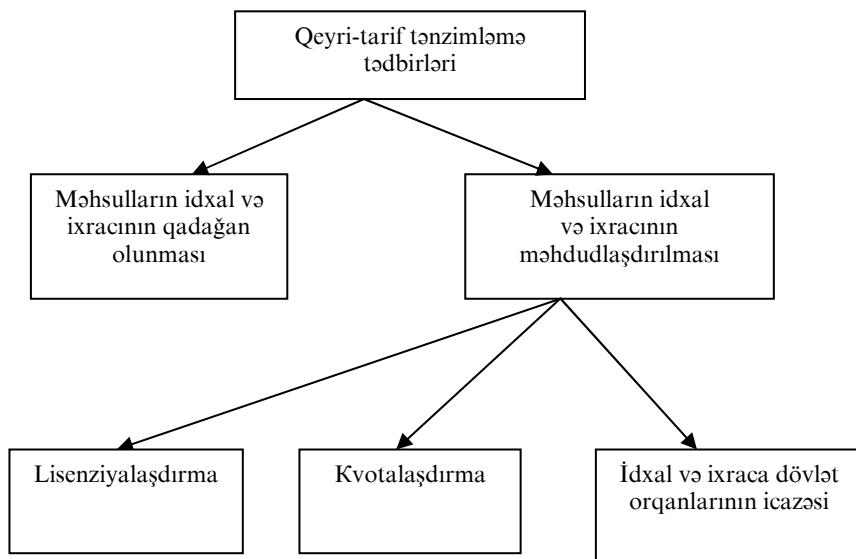 Qeyri-tarif tənzimləmə
tədbirləri
Məhsulların idxal və
ixracının qadağan
olunması
Məhsulların idxal
və ixracının
məhdudlaşdırılması
Lisenziyalaşdırma
Kvotalaşdırma
İdxal və ixraca dövlət
orqanlarının icazəsi